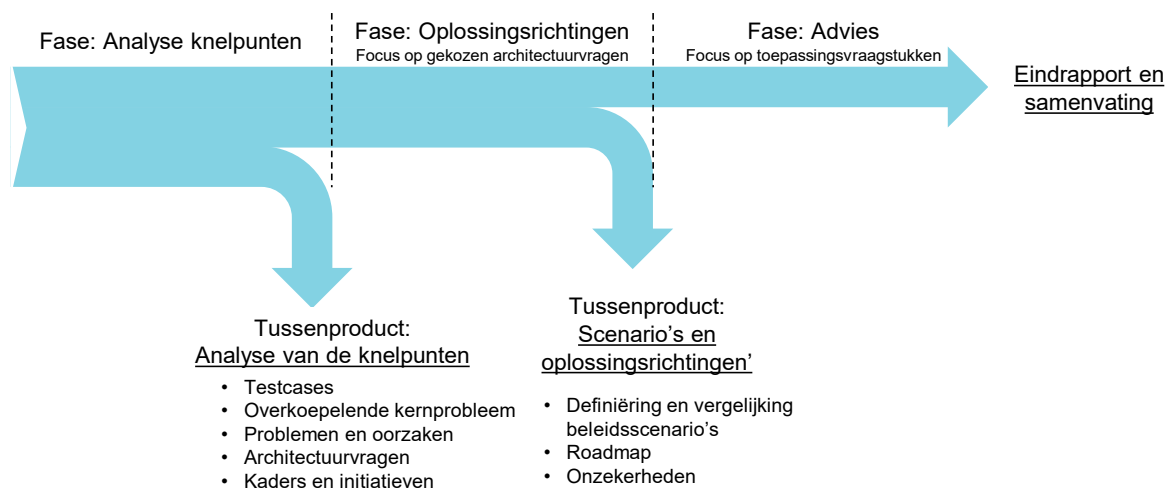 Fase: Analyse knelpunten
Fase: Oplossingsrichtingen
Focus op gekozen architectuurvragen
Fase: Advies
Focus op toepassingsvraagstukken
Eindrapport en
samenvating
Tussenproduct:
Analyse van de knelpunten
• Testcases
• Overkoepelende kernprobleem
• Problemen en oorzaken
• Architectuurvragen
• Kaders en initiatieven
Tussenproduct:
Scenario’s en
oplossingsrichtingen’
• Definiëring en vergelijking
beleidsscenario’s
• Roadmap
• Onzekerheden